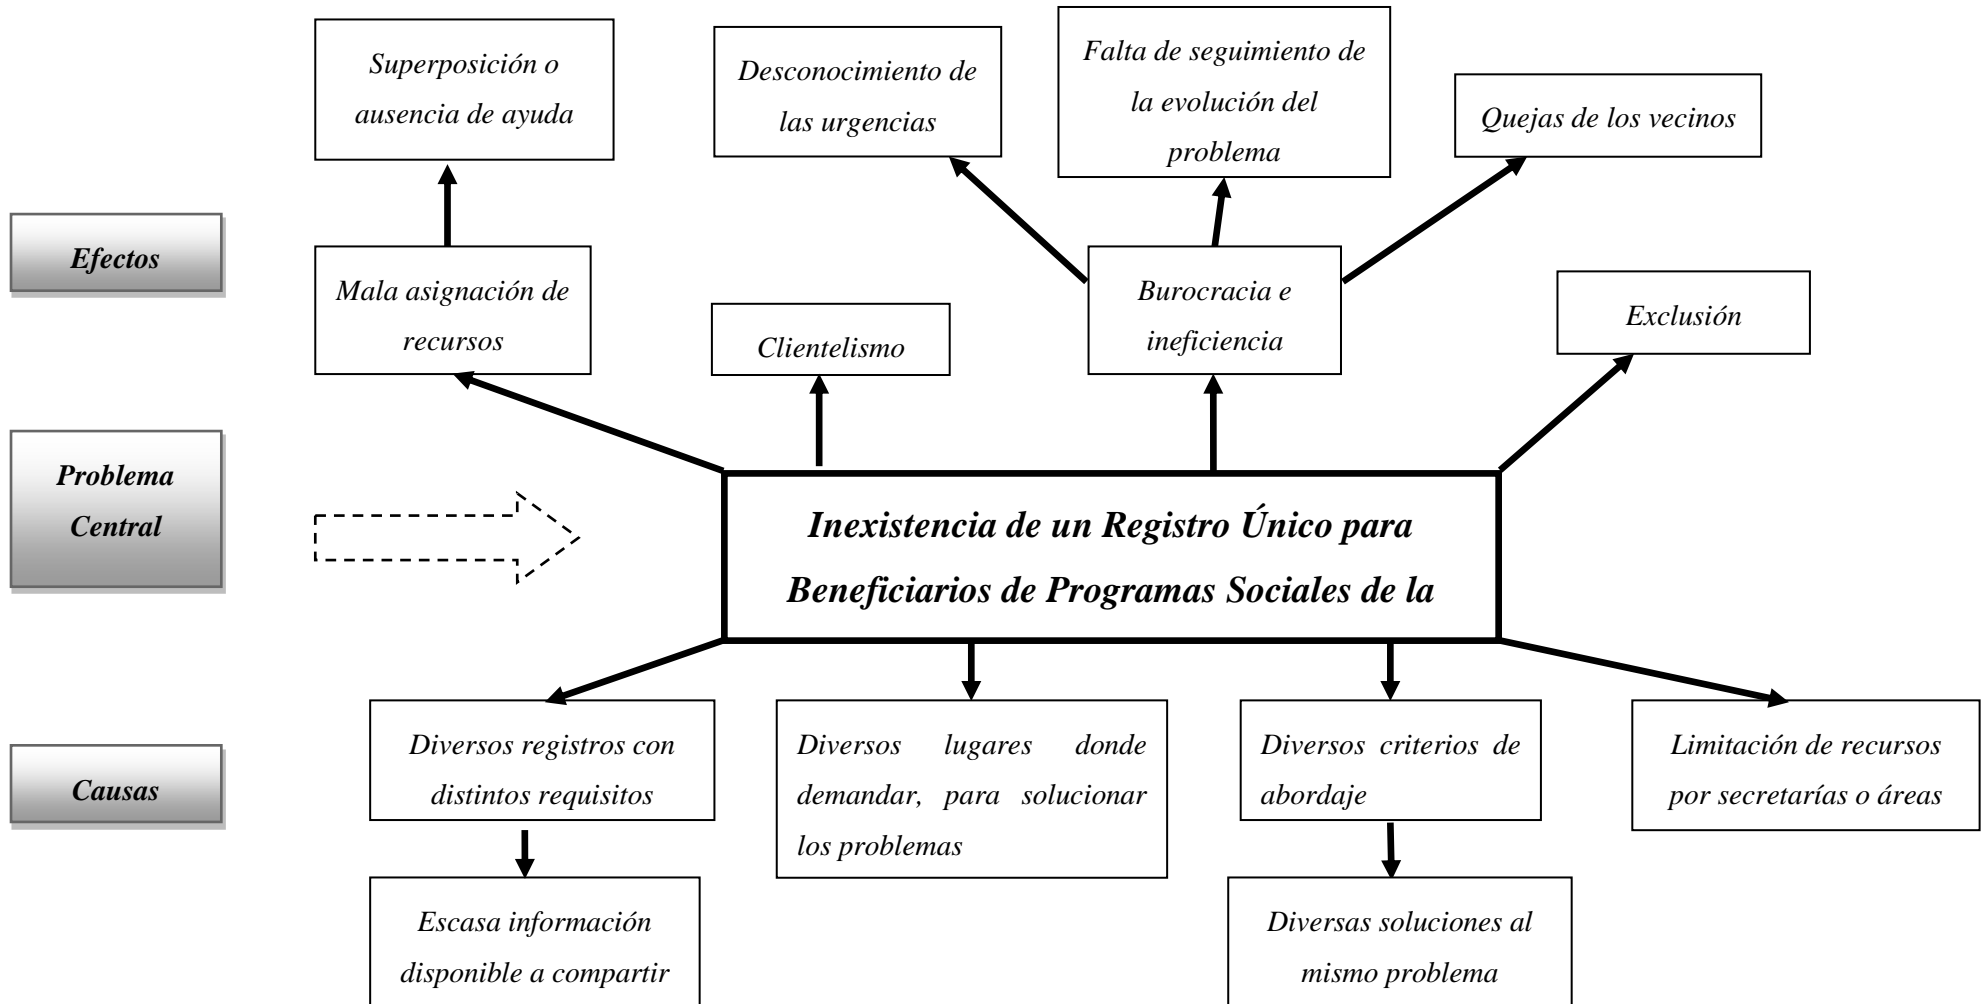 Superposición o
ausencia de ayuda
Desconocimiento de
las urgencias
Falta de seguimiento de
la evolución del
problema
Quejas de los vecinos
Efectos
Mala asignación de
recursos
Clientelismo
Burocracia e
ineficiencia
Exclusión
Problema
Central
Inexistencia de un Registro Único para
Beneficiarios de Programas Sociales de la
Causas
Diversos registros con
distintos requisitos
Diversos lugares donde
demandar, para solucionar
los problemas
Diversos criterios de
abordaje
Limitación de recursos
por secretarías o áreas
Escasa información
disponible a compartir
Diversas soluciones al
mismo problema